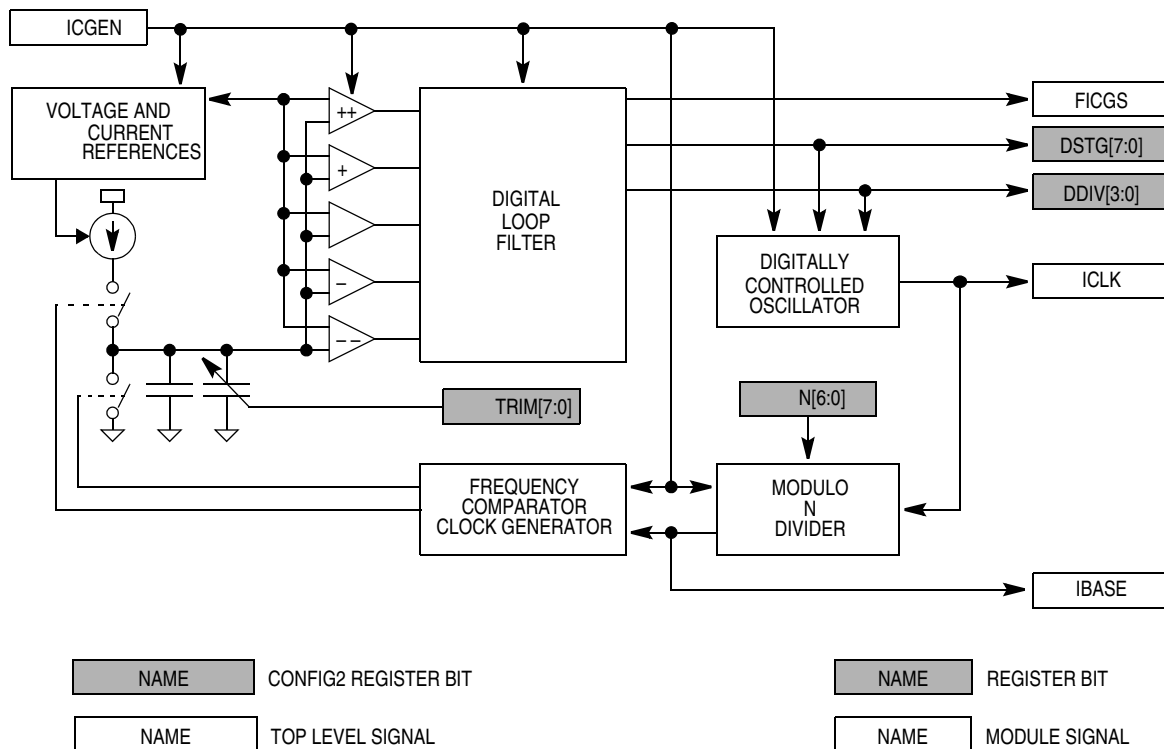 ICGEN
VOLTAGE AND
CURRENT
REFERENCES
++
+
-
--
DIGITAL
LOOP
FILTER
FICGS
DSTG[7:0]
DDIV[3:0]
DIGITALLY
CONTROLLED
OSCILLATOR
ICLK
TRIM[7:0]
N[6:0]
FREQUENCY
COMPARATOR
CLOCK GENERATOR
MODULO
N
DIVIDER
IBASE
NAME CONFIG2 REGISTER BIT
NAME REGISTER BIT
NAME TOP LEVEL SIGNAL
NAME MODULE SIGNAL